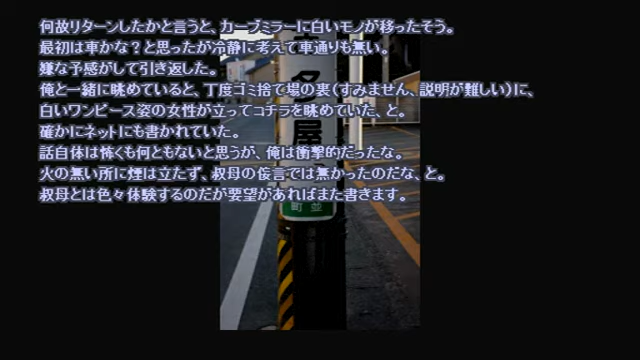 何故リターンしたかと言うと、カーブミラーに白いモノが移ったそう。
最初は車かな？と思ったが冷静に考えて車通りも無い。
嫌な予感がして引き返した。
俺と一緒に眺めていると、丁度ゴミ捨て場の裏（すみません、説明が難しい）に、
白いワンピース姿の女性が立ってコチラを眺めていた、と。
確かにネットにも書かれていた。
話自体は怖くも何ともないと思うが、俺は衝撃的だったな。
火の無い所に煙は立たず、叔母の妄言では無かったのだな、と。
叔母とは色々体験するのだが要望があればまた書きます。
名
屋
町並